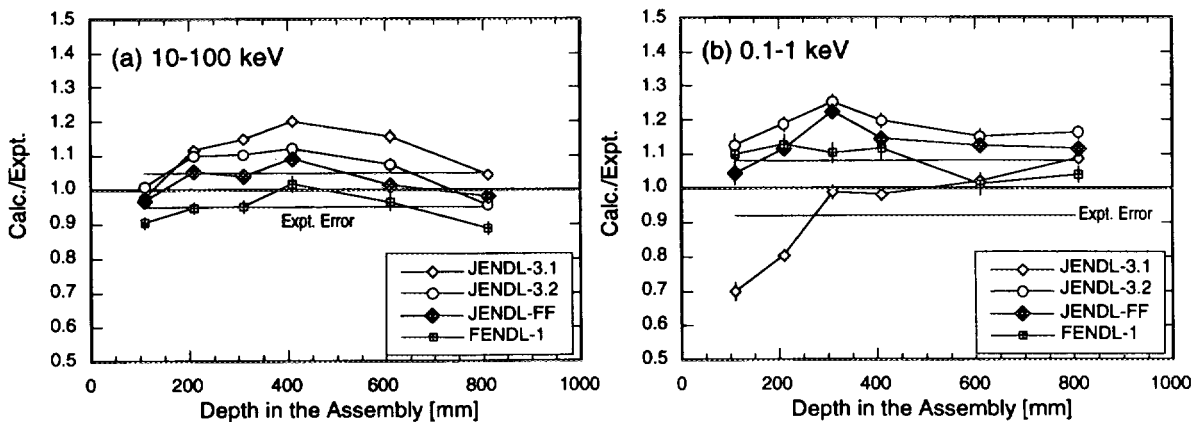 (a) 10-100 keV
Calc./Expt.
1.5
1.4
1.3
1.2
1.1
1.0
0.9
0.8
0.7
0.6
0.5
Expt. Error
JENDL-3.1
JENDL-3.2
JENDL-FF
FENDL-1
0 200 400 600 800 1000
Depth in the Assembly [mm]
(b) 0.1-1 keV
Calc./Expt.
1.5
1.4
1.3
1.2
1.1
1.0
0.9
0.8
0.7
0.6
0.5
Expt. Error
JENDL-3.1
JENDL-3.2
JENDL-FF
FENDL-1
0 200 400 600 800 1000
Depth in the Assembly [mm]